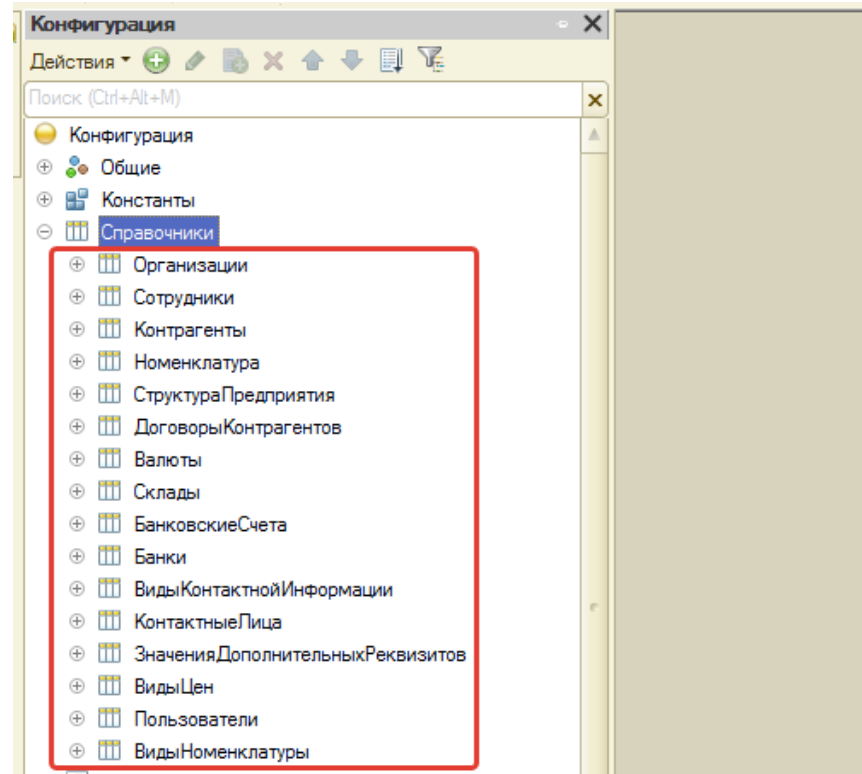 Конфигурация
Действия
Поиск (Ctrl+Alt+M)
Конфигурация
Общие
Константы
Справочники
Организации
Сотрудники
Контрагенты
Номенклатура
СтруктураПредприятия
ДоговорыКонтрагентов
Валюты
Склады
БанковскиеСчета
Банки
ВидыКонтактнойИнформации
КонтактныеЛица
ЗначенияДополнительныхРеквизитов
ВидыЦен
Пользователи
ВидыНоменклатуры